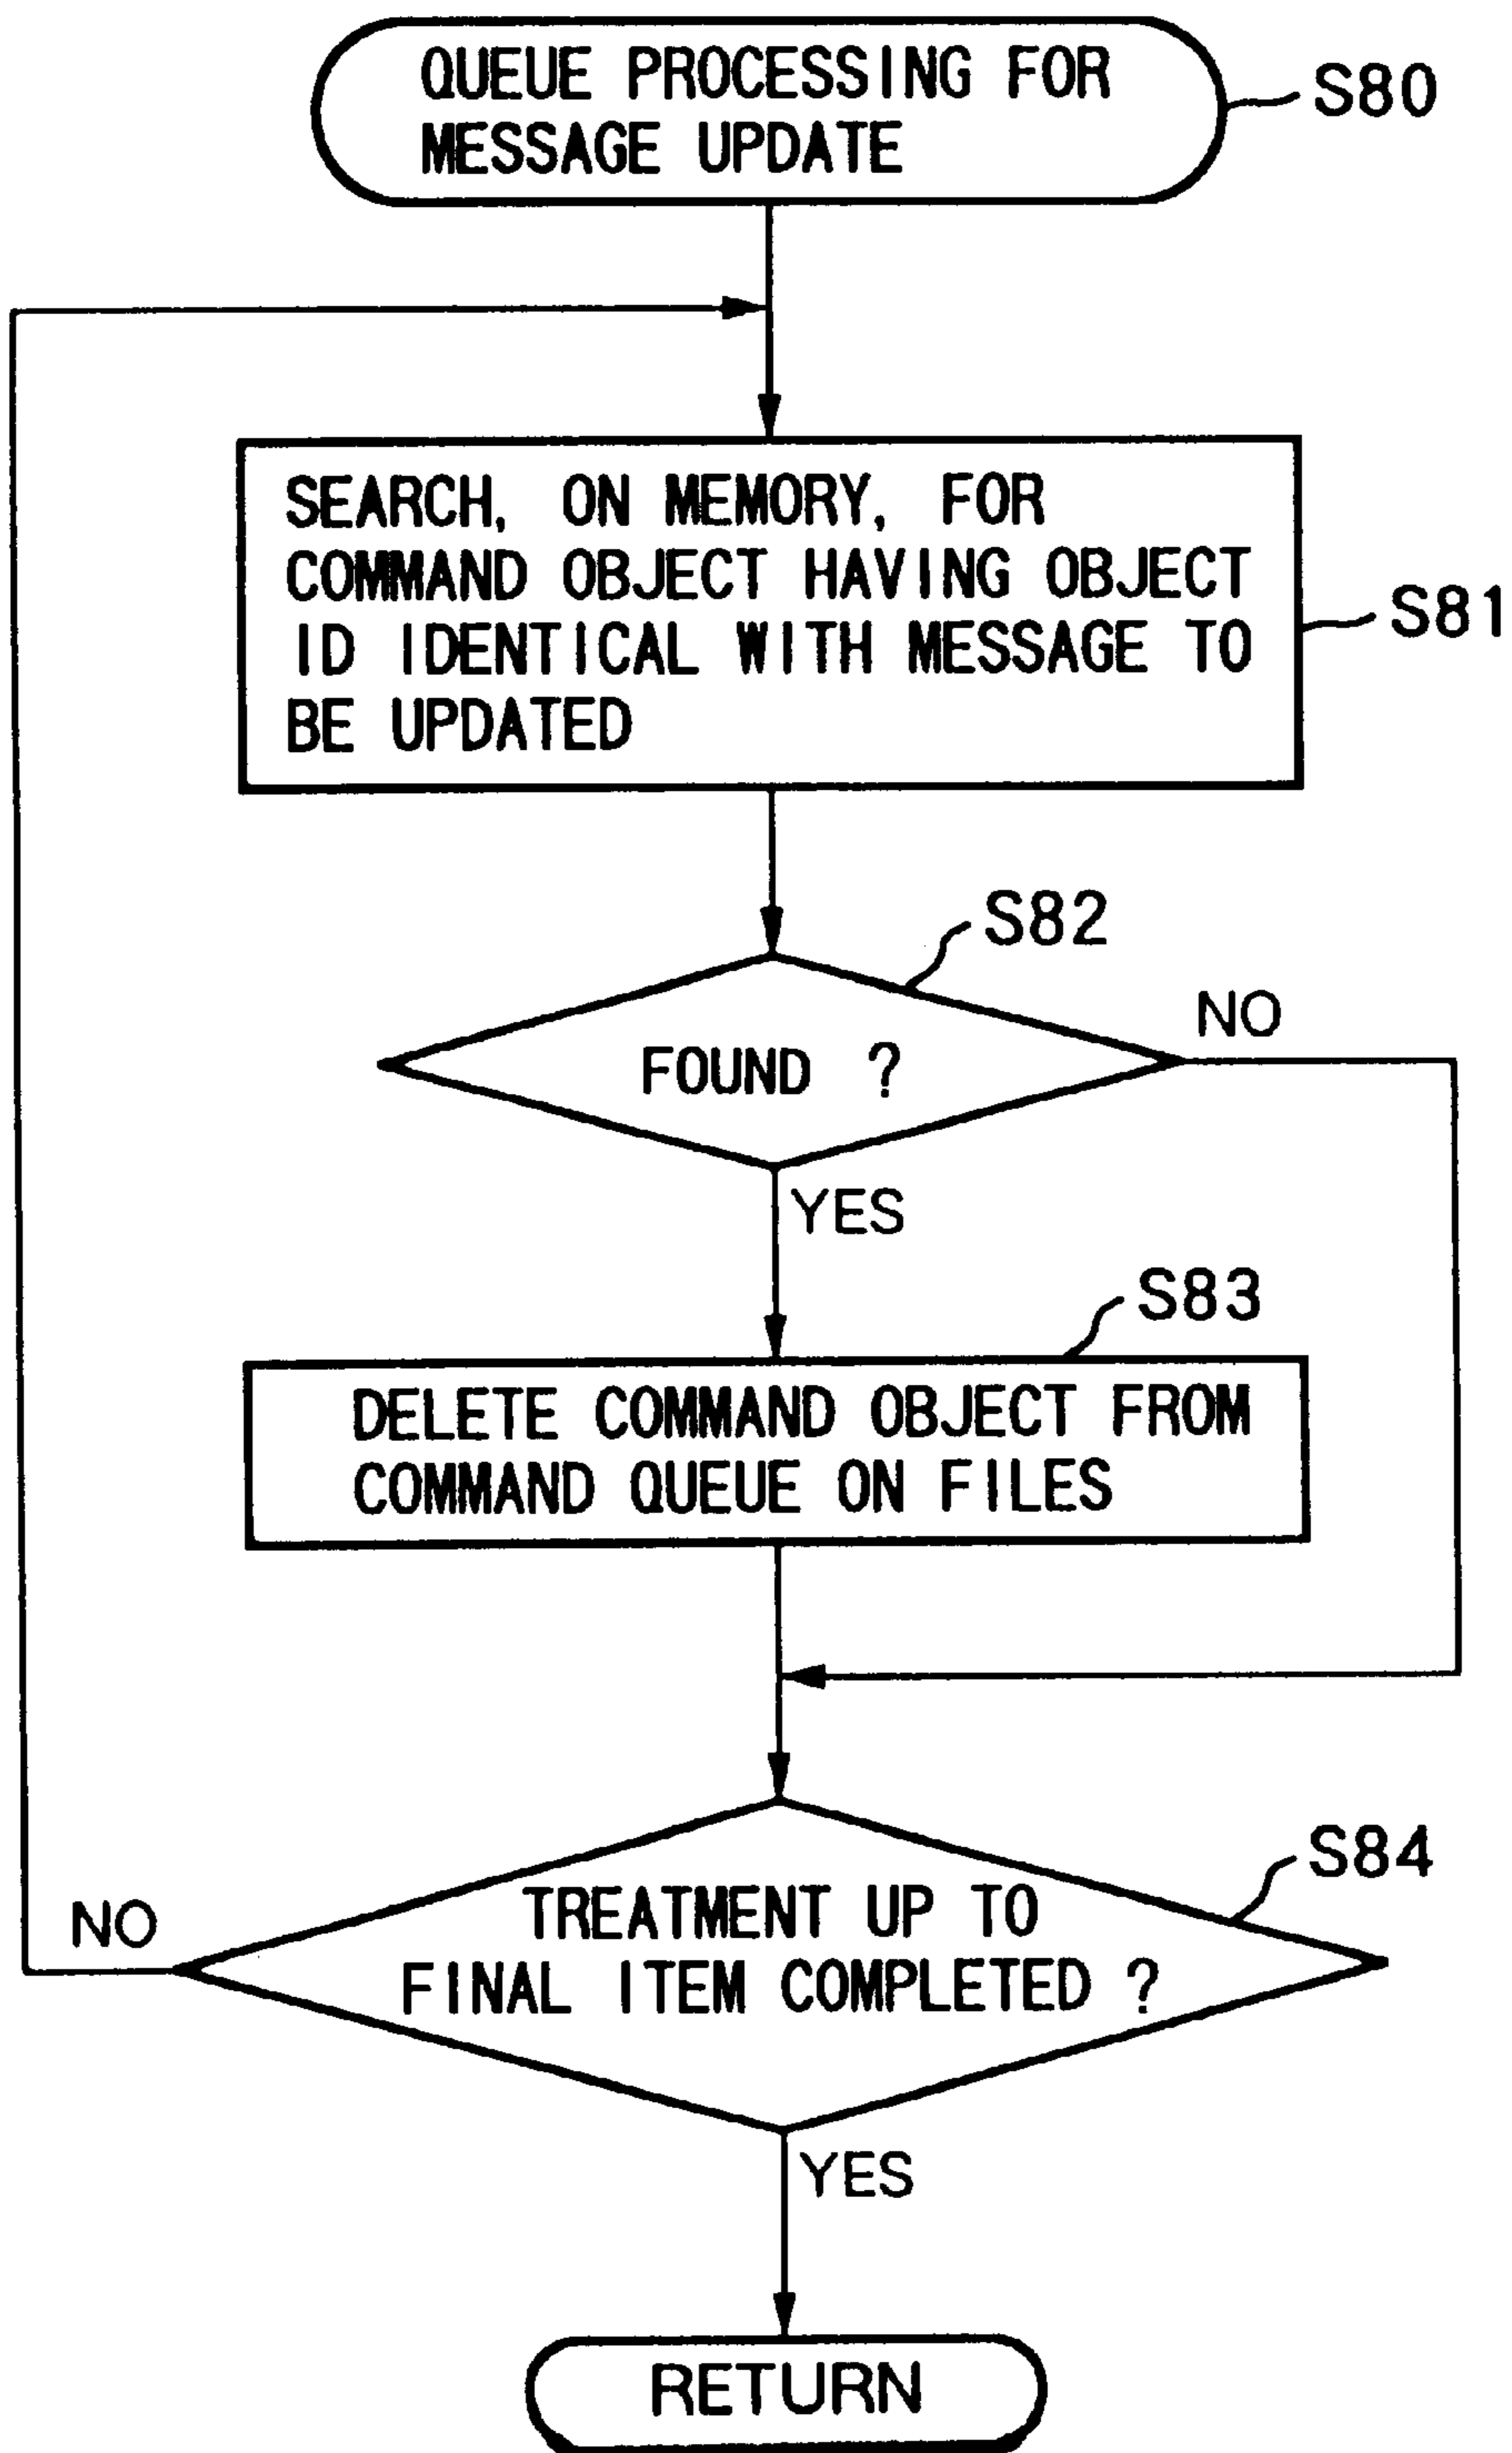 QUEUE PROCESSING FOR
MESSAGE UPDATE
S80
SEARCH, ON MEMORY, FOR
COMMAND OBJECT HAVING OBJECT
ID IDENTICAL WITH MESSAGE TO
BE UPDATED
S81
S82
FOUND ?
NO
YES
S83
DELETE COMMAND OBJECT FROM
COMMAND QUEUE ON FILES
S84
TREATMENT UP TO
FINAL ITEM COMPLETED ?
NO
YES
RETURN